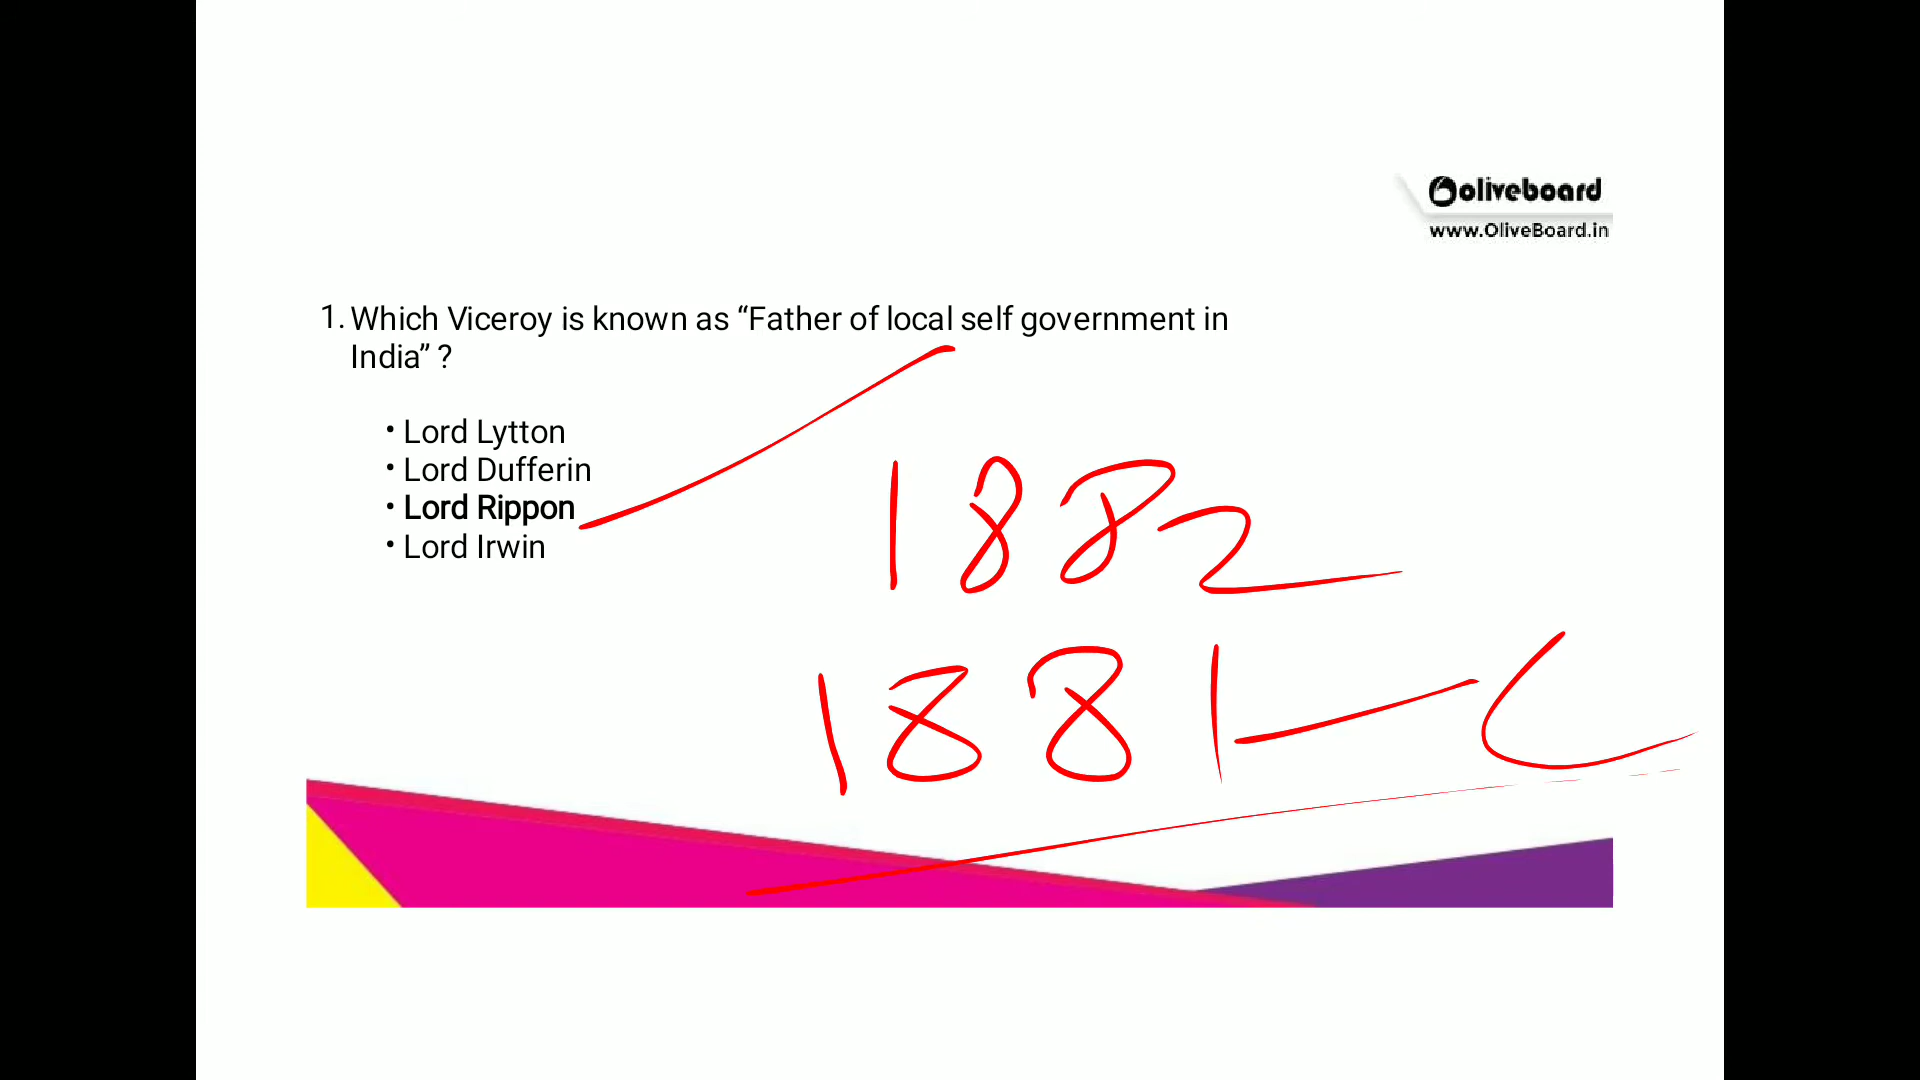 oliveboard
www.OliveBoard.in
1. Which Viceroy is known as “Father of local self government in
India” ?
• Lord Lytton
• Lord Dufferin
• Lord Rippon
• Lord Irwin
1882
1881 - C